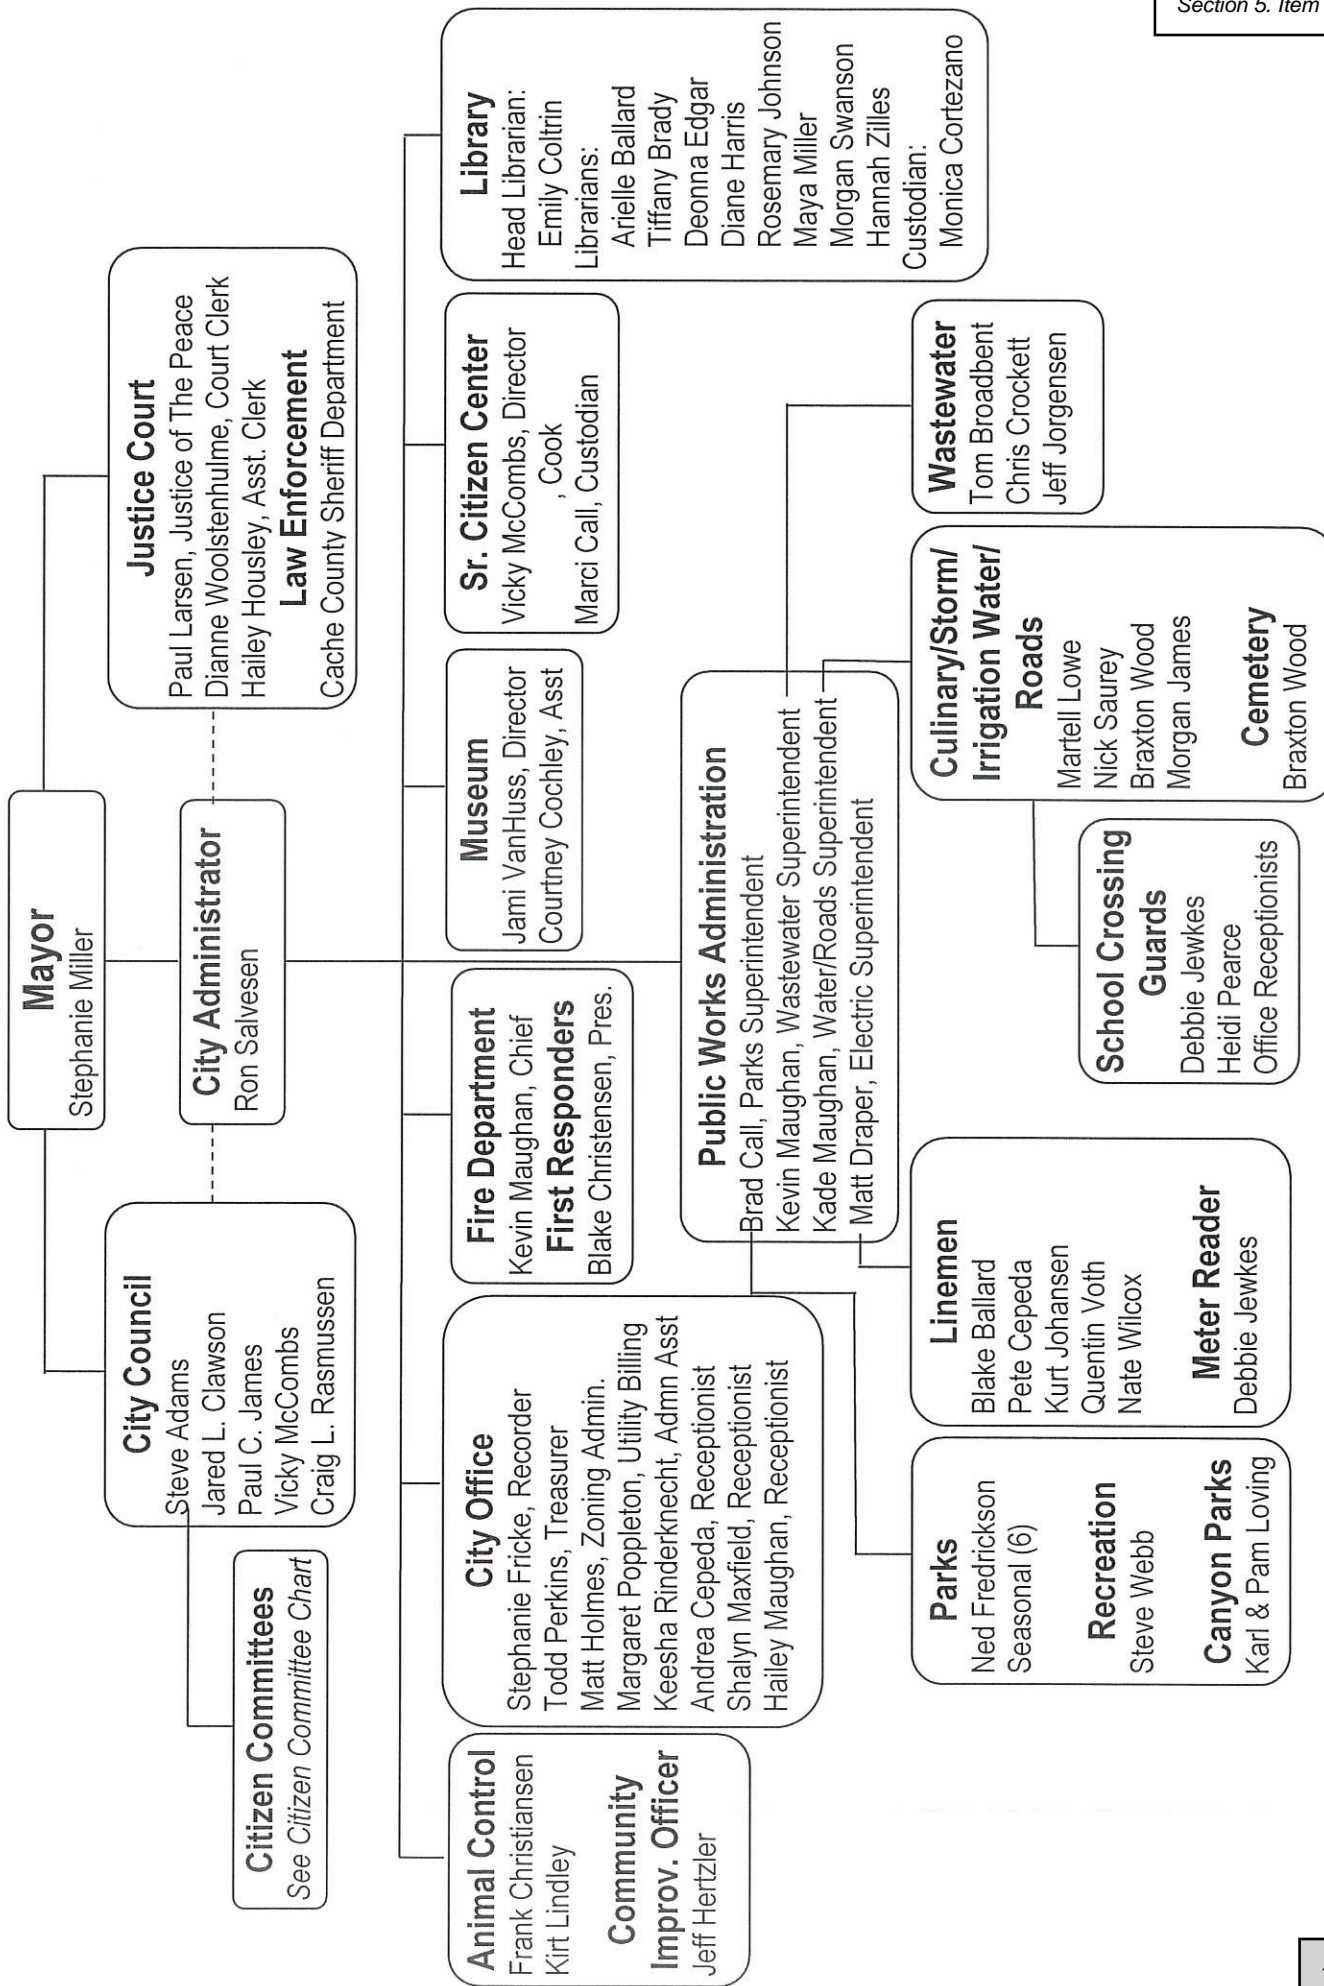 Section 5. Item
Mayor
Stephanie Miller
City Council
Steve Adams
Jared L. Clawson
Paul C. James
Vicky McCombs
Craig L. Rasmussen
City Administrator
Ron Salvesen
Justice Court
Paul Larsen, Justice of The Peace
Dianne Woolstenhulme, Court Clerk
Hailey Housley, Asst. Clerk
Law Enforcement
Cache County Sheriff Department
Citizen Committees
See Citizen Committee Chart
Animal Control
Frank Christiansen
Kirt Lindley
Community
Improv. Officer
Jeff Hertzler
City Office
Stephanie Fricke, Recorder
Todd Perkins, Treasurer
Matt Holmes, Zoning Admin.
Margaret Poppleton, Utility Billing
Keesha Rinderknecht, Admn Asst
Andrea Cepeda, Receptionist
Shalyn Maxfield, Receptionist
Hailey Maughan, Receptionist
Fire Department
Kevin Maughan, Chief
First Responders
Blake Christensen, Pres.
Museum
Jami VanHuss, Director
Courtney Cochley, Asst
Sr. Citizen Center
Vicky McCombs, Director
, Cook
Marci Call, Custodian
Library
Head Librarian:
Emily Coltrin
Librarians:
Arielle Ballard
Tiffany Brady
Deonna Edgar
Diane Harris
Rosemary Johnson
Maya Miller
Morgan Swanson
Hannah Zilles
Custodian:
Monica Cortezano
Public Works Administration
Brad Call, Parks Superintendent
Kevin Maughan, Wastewater Superintendent
Kade Maughan, Water/Roads Superintendent
Matt Draper, Electric Superintendent
Parks
Ned Fredrickson
Seasonal (6)
Recreation
Steve Webb
Canyon Parks
Karl & Pam Loving
Linemen
Blake Ballard
Pete Cepeda
Kurt Johansen
Quentin Voth
Nate Wilcox
Meter Reader
Debbie Jewkes
School Crossing
Guards
Debbie Jewkes
Heidi Pearce
Office Receptionists
Culinary/Storm/
Irrigation Water/
Roads
Martell Lowe
Nick Saurey
Braxton Wood
Morgan James
Cemetery
Braxton Wood
Wastewater
Tom Broadbent
Chris Crockett
Jeff Jorgensen